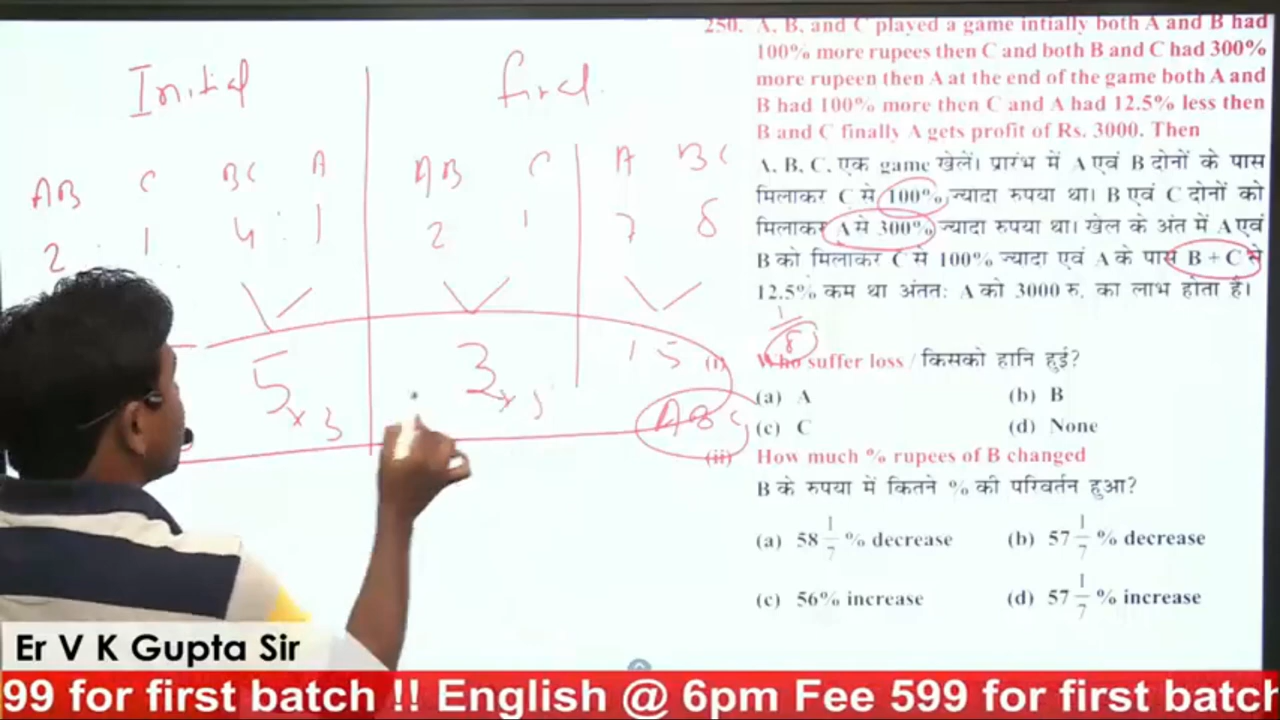 Initial
Final
AB C BC A
AB C A BC
2 : 1 4 : 1
2 1 7 8
5 x 3
3 x 5
15
ABC
250. A, B, and C played a game intially both A and B had
100% more rupees then C and both B and C had 300%
more rupeen then A at the end of the game both A and
B had 100% more then C and A had 12.5% less then
B and C finally A gets profit of Rs. 3000. Then
A, B, C, एक game खेलें। प्रारंभ में A एवं B दोनों के पास
मिलाकर C से 100% ज्यादा रुपया था। B एवं C दोनों को
मिलाकर A से 300% ज्यादा रुपया था। खेल के अंत में A एवं
B को मिलाकर C से 100% ज्यादा एवं A के पास B + C से
12.5% कम था अंततः A को 3000 रु. का लाभ होता है।
1/8
(i) Who suffer loss / किसको हानि हुई?
(a) A (b) B
(c) C (d) None
(ii) How much % rupees of B changed
B के रुपया में कितने % की परिवर्तन हुआ?
(a) 58 1/7 % decrease (b) 57 1/7 % decrease
(c) 56% increase (d) 57 1/7 % increase
Er V K Gupta Sir
99 for first batch !! English @ 6pm Fee 599 for first batch